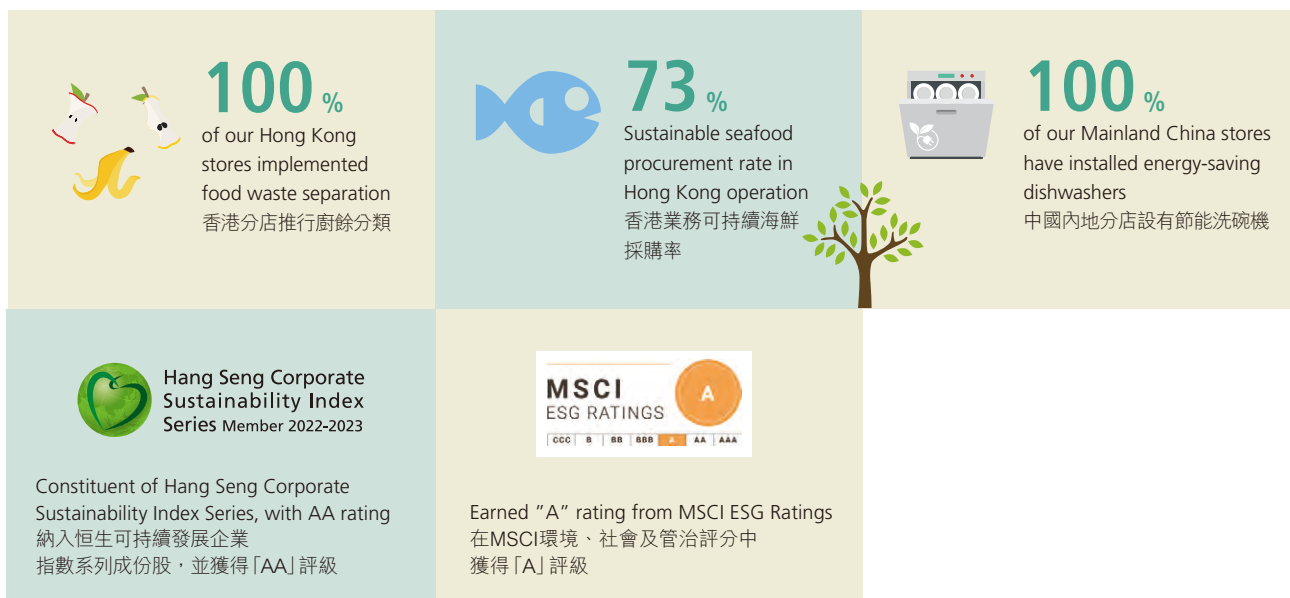 100 %
of our Hong Kong
stores implemented
food waste separation
香港分店推行廚餘分類
73 %
Sustainable seafood
procurement rate in
Hong Kong operation
香港業務可持續海鮮
採購率
100 %
of our Mainland China stores
have installed energy-saving
dishwashers
中國內地分店設有節能洗碗機
Hang Seng Corporate
Sustainability Index
Series Member 2022-2023
Constituent of Hang Seng Corporate
Sustainability Index Series, with AA rating
納入恒生可持續發展企業
指數系列成份股，並獲得「AA」評級
MSCI
ESG RATINGS
A
CCC B BB BBB A AA AAA
Earned "A" rating from MSCI ESG Ratings
在MSCI環境、社會及管治評分中
獲得「A」評級